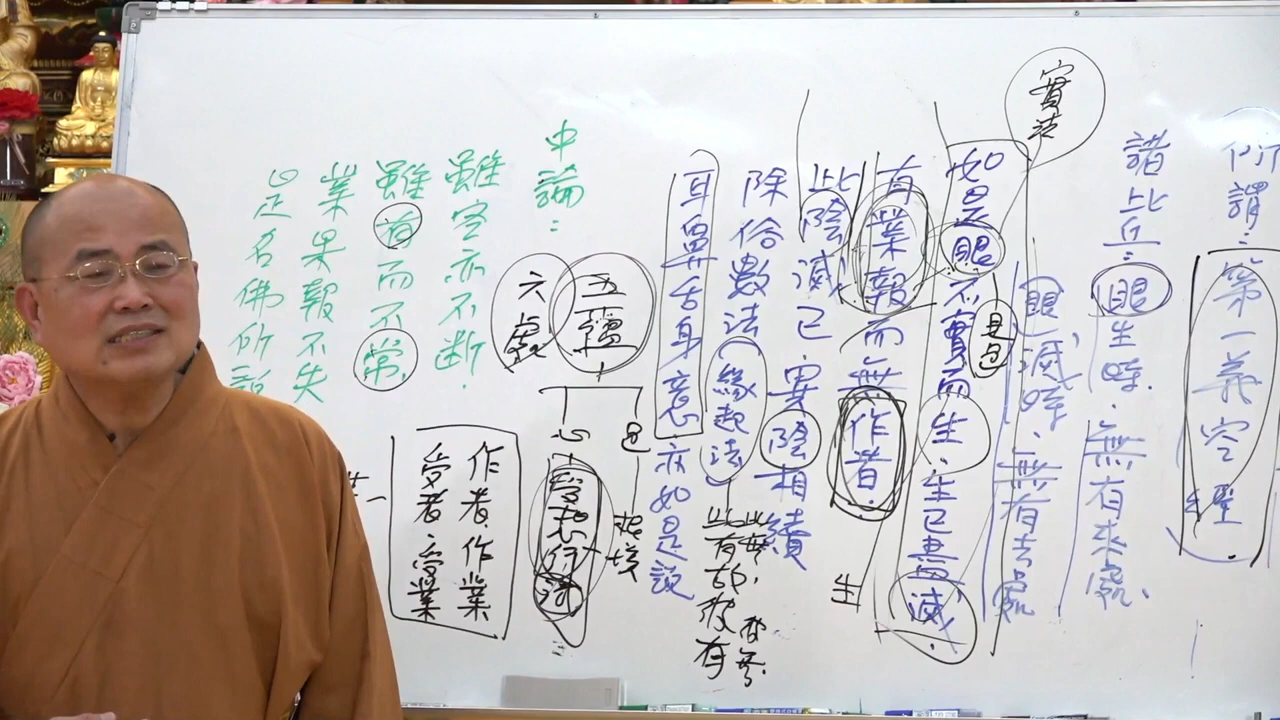 衍謂：
第一義空經
諸比丘：眼生時、無有來處、
眼滅時、無有去處
實法
如是眼不實而生、生已盡滅、
是色
有業報而無作者、
生
此陰滅已、異陰相續
除俗數法
緣起法
此有故彼有
此無、
耳鼻舌身意亦如是說
五蘊
色
心
受想行識
根境
六處
中論：
雖空亦不斷、
雖有而不常、
業果報不失
是名佛所說
作者、作業
受者、受業